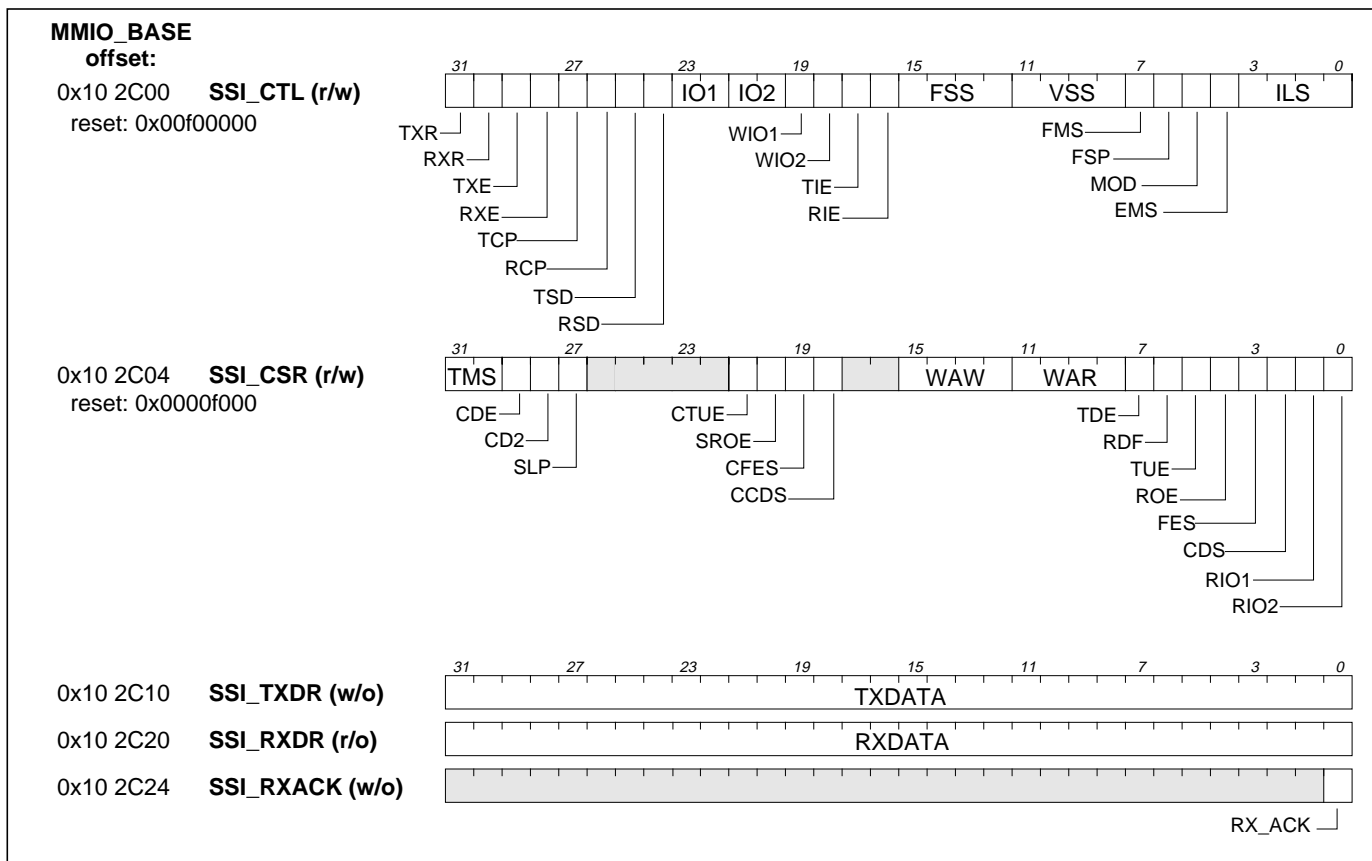 MMIO_BASE
offset:
31 27 23 19 15 11 7 3 0
0x10 2C00 SSI_CTL (r/w) IO1 IO2 FSS VSS ILS
reset: 0x00f00000
TXR WIO1 FMS
RXR WIO2 FSP
TXE TIE MOD
RXE RIE EMS
TCP
RCP
TSD
RSD
31 27 23 19 15 11 7 3 0
0x10 2C04 SSI_CSR (r/w) TMS WAW WAR
reset: 0x0000f000
CDE CTUE TDE
CD2 SROE RDF
SLP CFES TUE
CCDS ROE
FES
CDS
RIO1
RIO2
31 27 23 19 15 11 7 3 0
0x10 2C10 SSI_TXDR (w/o) TXDATA
0x10 2C20 SSI_RXDR (r/o) RXDATA
0x10 2C24 SSI_RXACK (w/o)
RX_ACK